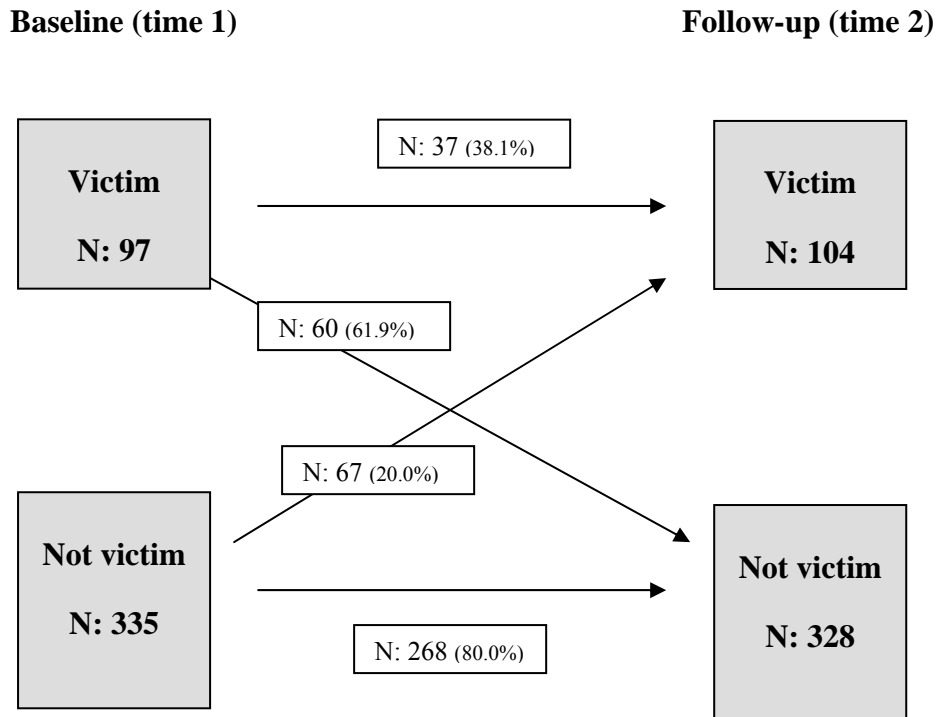 Baseline (time 1)
Follow-up (time 2)
N: 37 (38.1%)
Victim
N: 97
Victim
N: 104
N: 60 (61.9%)
N: 67 (20.0%)
Not victim
N: 335
Not victim
N: 328
N: 268 (80.0%)